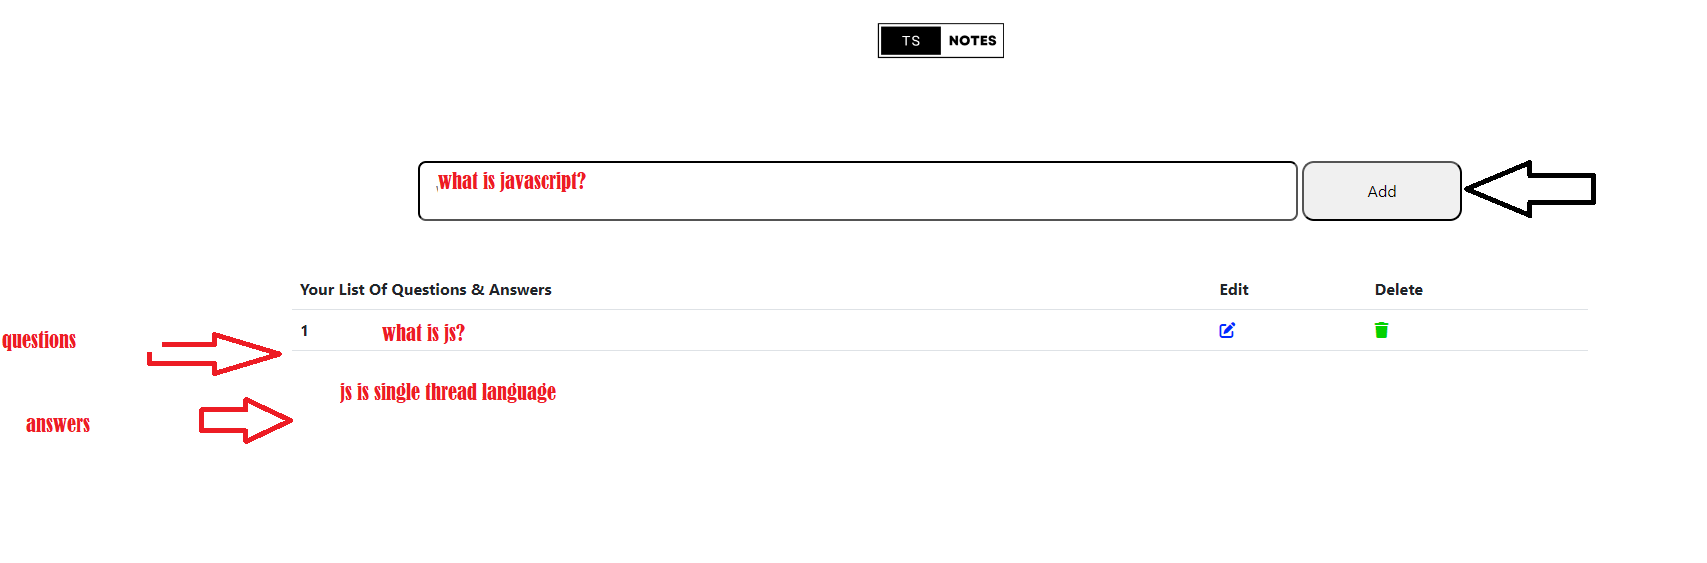 TS NOTES
,what is javascript?
Add
Your List Of Questions & Answers Edit Delete
1 what is js?
questions
js is single thread language
answers